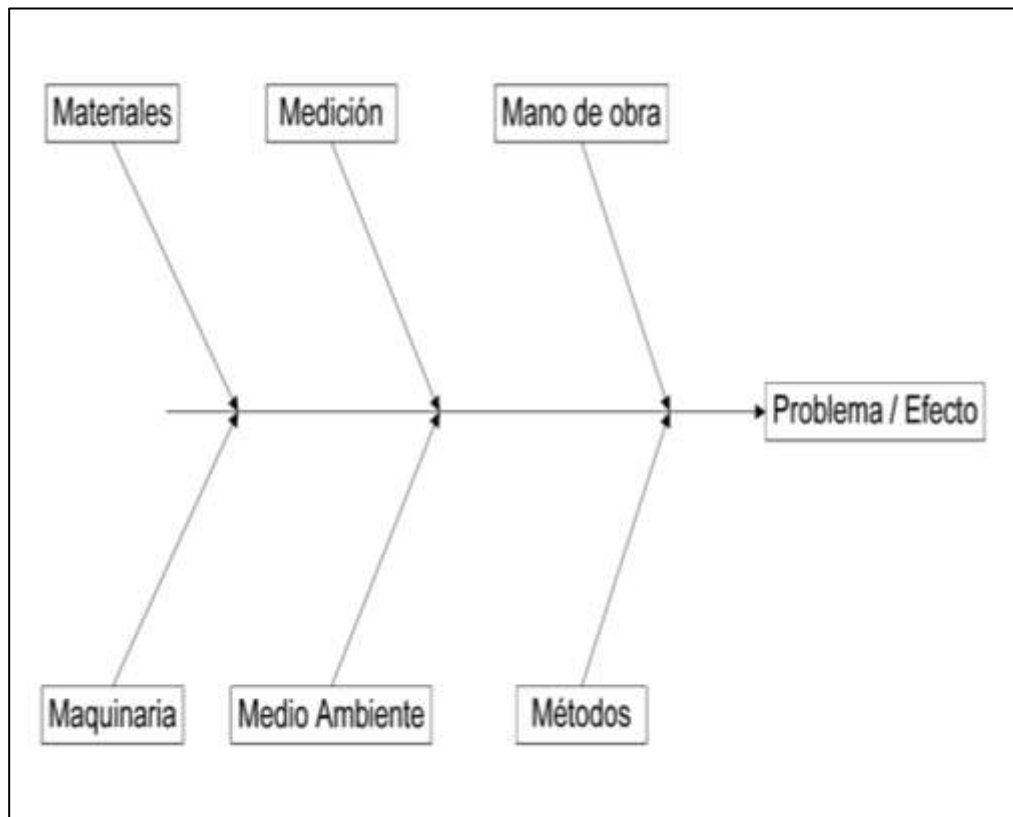 Materiales
Medición
Mano de obra
Problema / Efecto
Maquinaria
Medio Ambiente
Métodos